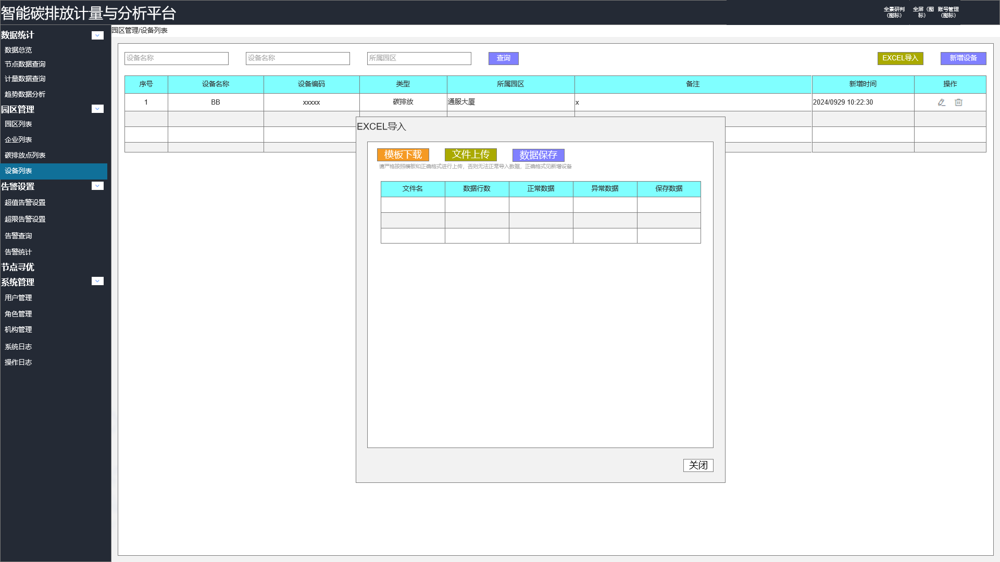 智能碳排放计量与分析平台
全景研判（图标）
全屏（图标）
账号管理（图标）
园区管理/设备列表
数据统计
数据总览
节点数据查询
计量数据查询
趋势数据分析
园区管理
园区列表
企业列表
碳排放点列表
设备列表
告警设置
超值告警设置
超限告警设置
告警查询
告警统计
节点寻优
系统管理
用户管理
角色管理
机构管理
系统日志
操作日志
设备名称 设备名称 所属园区 查询 EXCEL导入 新增设备
序号 设备名称 设备编码 类型 所属园区 备注 新增时间 操作
1 BB xxxxx 碳排放 通服大厦 x 2024/0929 10:22:30
EXCEL导入
模板下载 文件上传 数据保存
请严格按照模板和正确格式进行上传，否则无法正常导入数据，正确格式见新增设备
文件名 数据行数 正常数据 异常数据 保存数据
关闭